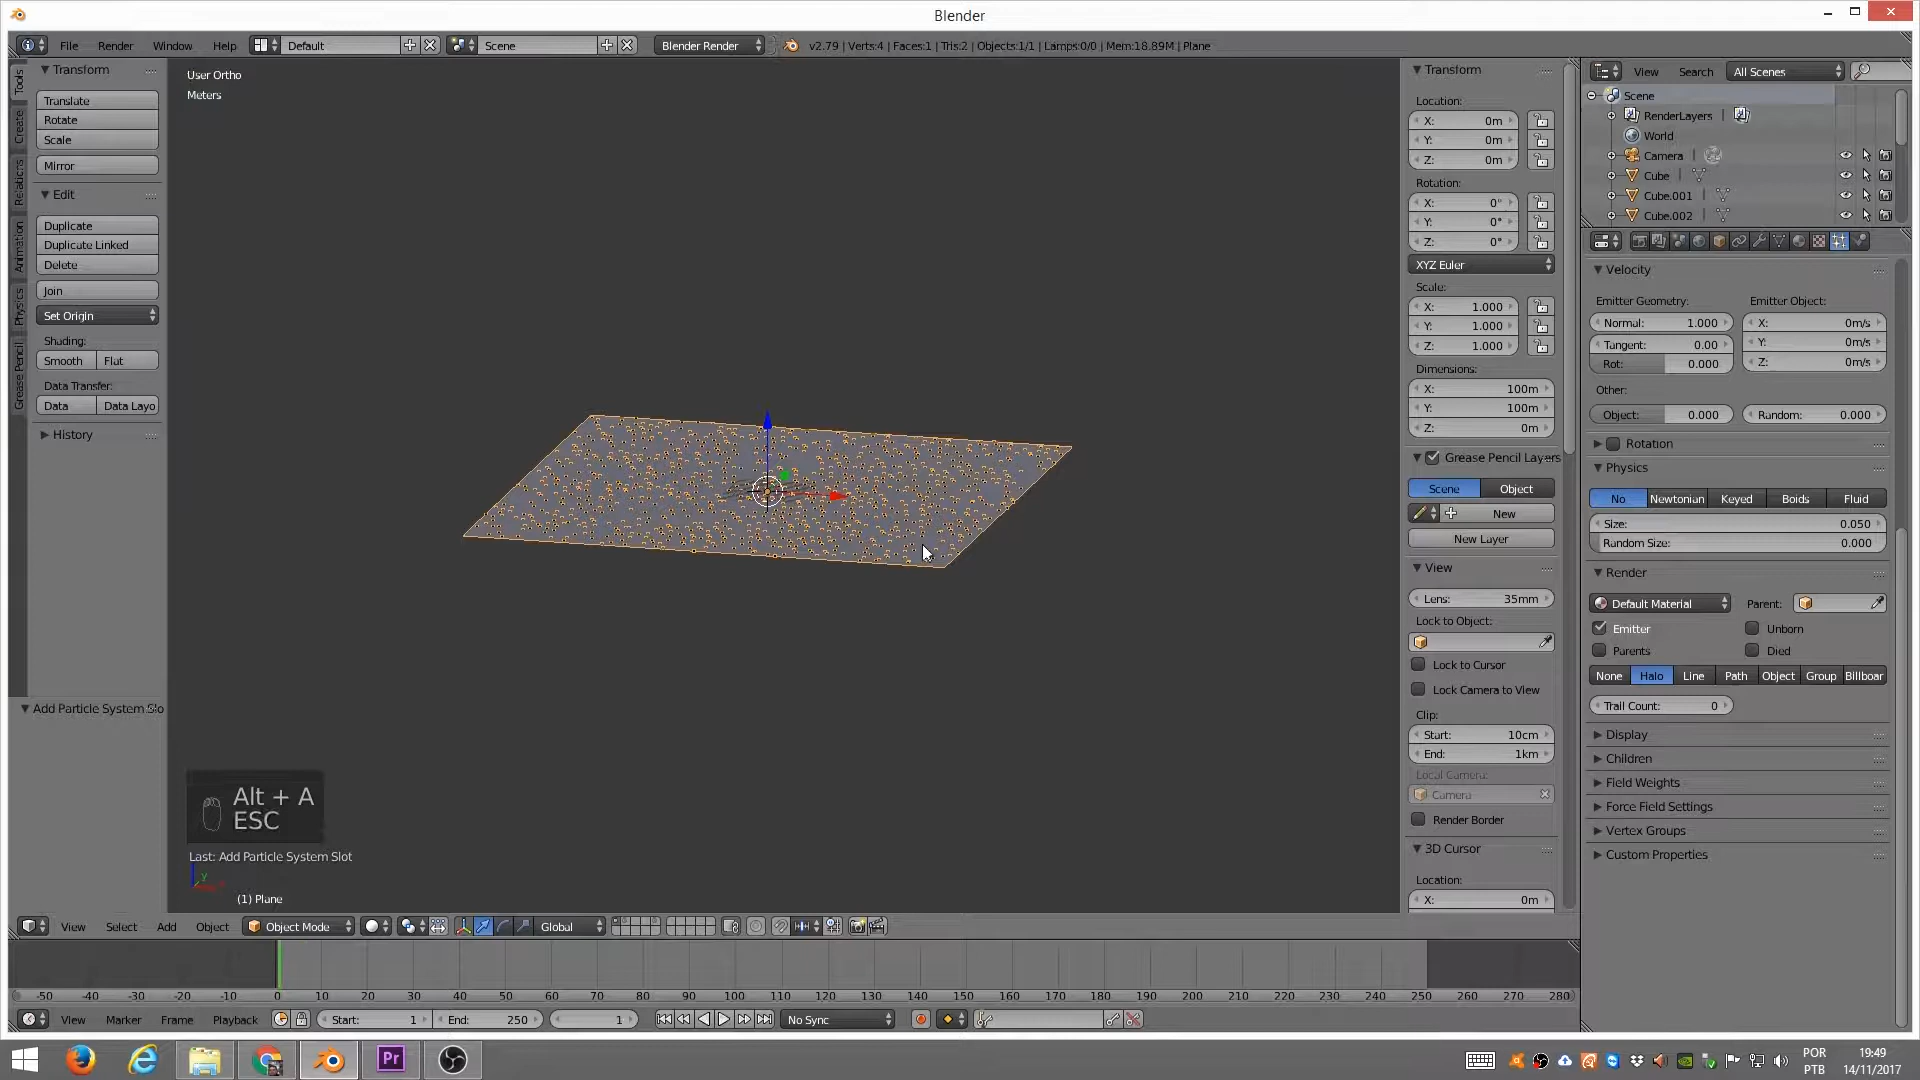 Blender
File Render Window Help Default Scene Blender Render v2.79 | Verts:4 | Faces:1 | Tris:2 | Objects:1/1 | Lamps:0/0 | Mem:18.89M | Plane
Tools
Create
Relations
Animation
Physics
Grease Pencil
Transform
Translate
Rotate
Scale
Mirror
Edit
Duplicate
Duplicate Linked
Delete
Join
Set Origin
Shading:
Smooth Flat
Data Transfer:
Data Data Layo
History
Add Particle System Slo
User Ortho
Meters
Alt + A
ESC
Last: Add Particle System Slot
y
(1) Plane
Transform
Location:
X: 0m
Y: 0m
Z: 0m
Rotation:
X: 0°
Y: 0°
Z: 0°
XYZ Euler
Scale:
X: 1.000
Y: 1.000
Z: 1.000
Dimensions:
X: 100m
Y: 100m
Z: 0m
Grease Pencil Layers
Scene Object
New
New Layer
View
Lens: 35mm
Lock to Object:
Lock to Cursor
Lock Camera to View
Clip:
Start: 10cm
End: 1km
Local Camera:
Camera
Render Border
3D Cursor
Location:
X: 0m
View Search All Scenes
Scene
RenderLayers |
World
Camera |
Cube |
Cube.001 |
Cube.002 |
Velocity
Emitter Geometry: Emitter Object:
Normal: 1.000 X: 0m/s
Tangent: 0.00 Y: 0m/s
Rot: 0.000 Z: 0m/s
Other:
Object: 0.000 Random: 0.000
Rotation
Physics
No Newtonian Keyed Boids Fluid
Size: 0.050
Random Size: 0.000
Render
Default Material Parent:
Emitter Unborn
Parents Died
None Halo Line Path Object Group Billboar
Trail Count: 0
Display
Children
Field Weights
Force Field Settings
Vertex Groups
Custom Properties
View Select Add Object Object Mode Global
-50 -40 -30 -20 -10 0 10 20 30 40 50 60 70 80 90 100 110 120 130 140 150 160 170 180 190 200 210 220 230 240 250 260 270 280
View Marker Frame Playback Start: 1 End: 250 1 No Sync
Pr
POR
PTB
19:49
14/11/2017